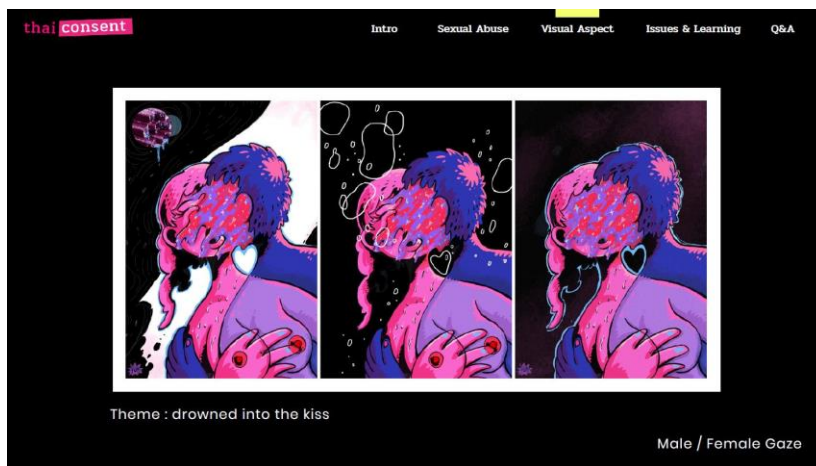 thai consent
Intro Sexual Abuse Visual Aspect Issues & Learning Q&A
Theme : drowned into the kiss
Male / Female Gaze